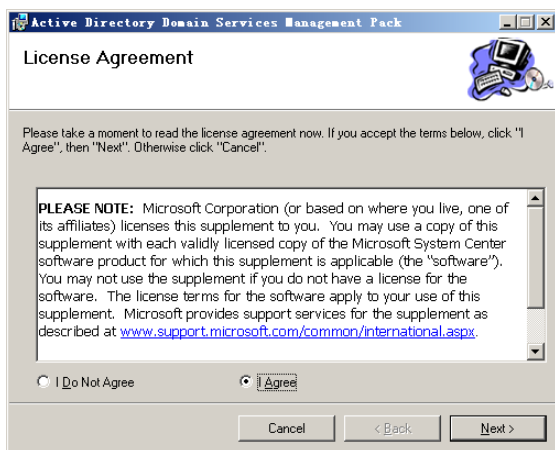 Active Directory Domain Services Management Pack
License Agreement
Please take a moment to read the license agreement now. If you accept the terms below, click "I
Agree", then "Next". Otherwise click "Cancel".
PLEASE NOTE: Microsoft Corporation (or based on where you live, one of
its affiliates) licenses this supplement to you. You may use a copy of this
supplement with each validly licensed copy of the Microsoft System Center
software product for which this supplement is applicable (the "software").
You may not use the supplement if you do not have a license for the
software. The license terms for the software apply to your use of this
supplement. Microsoft provides support services for the supplement as
described at www.support.microsoft.com/common/international.aspx.
I Do Not Agree
I Agree
Cancel
< Back
Next >